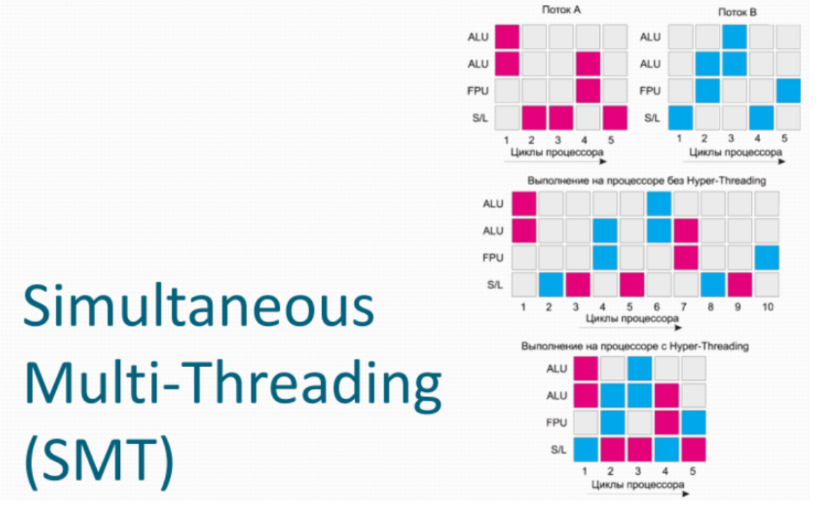 Поток А
ALU
ALU
FPU
S/L
1 2 3 4 5
Циклы процессора
Поток В
ALU
ALU
FPU
S/L
1 2 3 4 5
Циклы процессора
Выполнение на процессоре без Hyper-Threading
ALU
ALU
FPU
S/L
1 2 3 4 5 6 7 8 9 10
Циклы процессора
Simultaneous
Multi-Threading
(SMT)
Выполнение на процессоре с Hyper-Threading
ALU
ALU
FPU
S/L
1 2 3 4 5
Циклы процессора